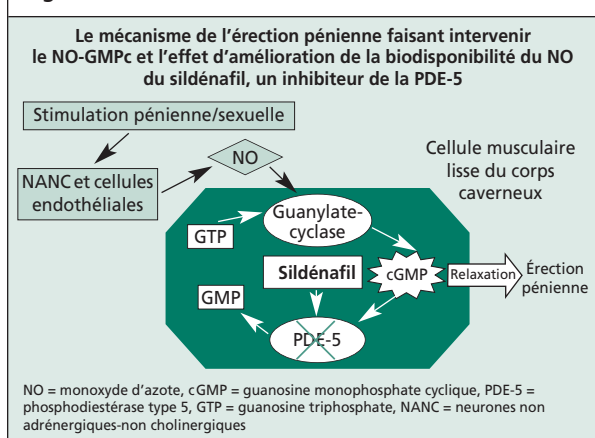 Le mécanisme de l'érection pénienne faisant intervenir
le NO-GMPc et l'effet d'amélioration de la biodisponibilité du NO
du sildénafil, un inhibiteur de la PDE-5
Stimulation pénienne/sexuelle
NO
NANC et cellules
endothéliales
Cellule musculaire
lisse du corps
caverneux
Guanylate-
cyclase
GTP
Sildénafil
cGMP
Relaxation
Érection
pénienne
GMP
PDE-5
NO = monoxyde d'azote, cGMP = guanosine monophosphate cyclique, PDE-5 =
phosphodiestérase type 5, GTP = guanosine triphosphate, NANC = neurones non
adrénergiques-non cholinergiques